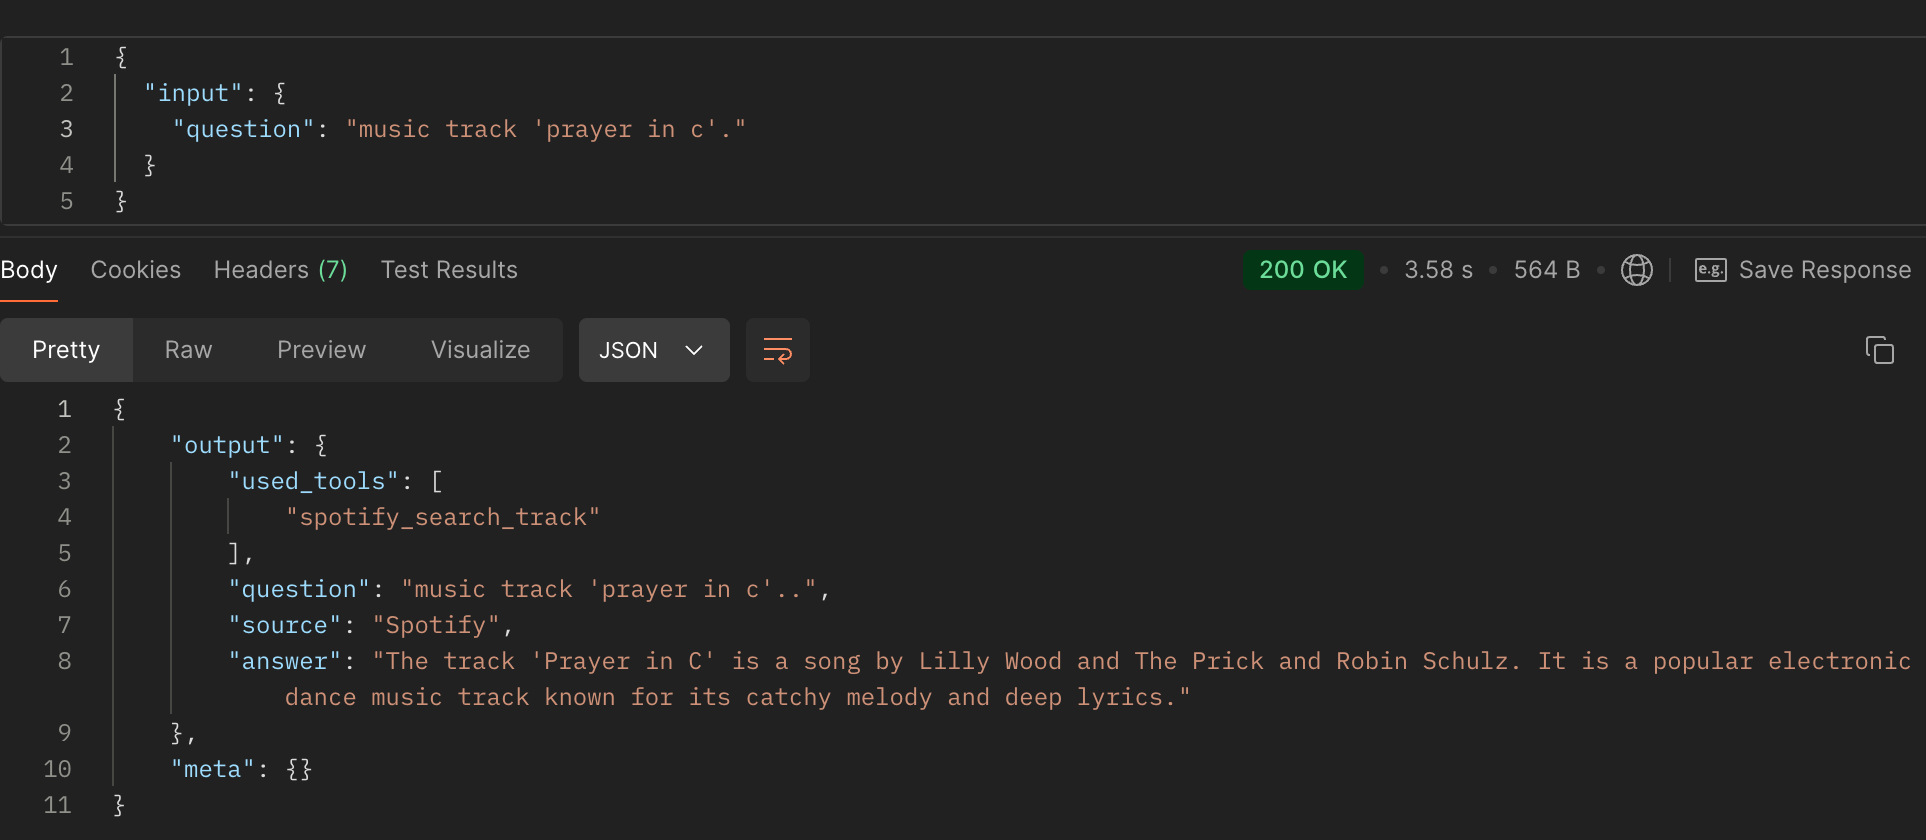 1 {
2 "input": {
3 "question": "music track 'prayer in c'."
4 }
5 }
Body Cookies Headers (7) Test Results 200 OK • 3.58 s • 564 B • e.g. Save Response
Pretty Raw Preview Visualize JSON
1 {
2 "output": {
3 "used_tools": [
4 "spotify_search_track"
5 ],
6 "question": "music track 'prayer in c'..",
7 "source": "Spotify",
8 "answer": "The track 'Prayer in C' is a song by Lilly Wood and The Prick and Robin Schulz. It is a popular electronic
dance music track known for its catchy melody and deep lyrics."
9 },
10 "meta": {}
11 }